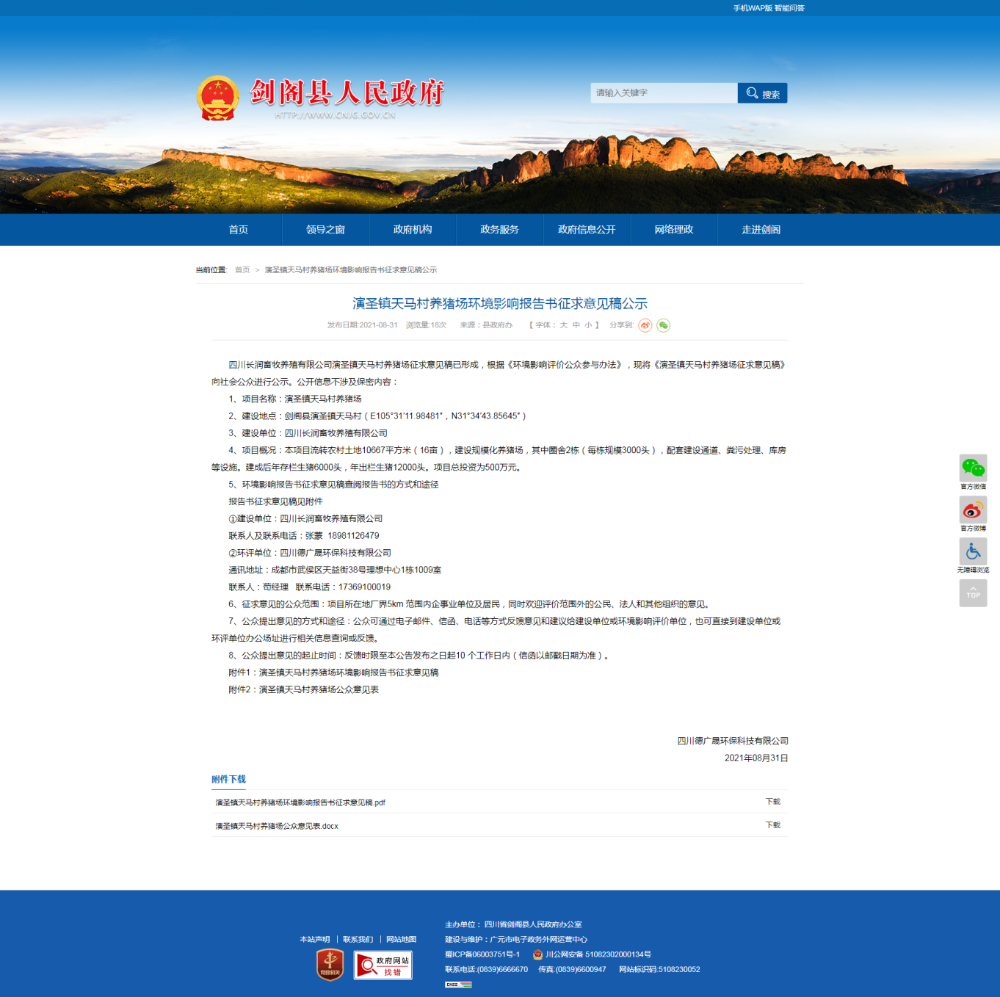 手机WAP版 智能问答
剑阁县人民政府
HTTP://WWW.CNJG.GOV.CN
请输入关键字
搜索
首页 领导之窗 政府机构 政务服务 政府信息公开 网络理政 走进剑阁
当前位置: 首页 > 演圣镇天马村养猪场环境影响报告书征求意见稿公示
演圣镇天马村养猪场环境影响报告书征求意见稿公示
发布日期:2021-08-31 浏览量:18次 来源：县政府办 【 字体： 大 中 小 】 分享到:
四川长润畜牧养殖有限公司演圣镇天马村养猪场征求意见稿已形成，根据《环境影响评价公众参与办法》，现将《演圣镇天马村养猪场征求意见稿》
向社会公众进行公示。公开信息不涉及保密内容：
1、项目名称：演圣镇天马村养猪场
2、建设地点：剑阁县演圣镇天马村（E105°31′11.98481″，N31°34′43.85645″）
3、建设单位：四川长润畜牧养殖有限公司
4、项目概况：本项目流转农村土地10667平方米（16亩），建设规模化养猪场，其中圈舍2栋（每栋规模3000头），配套建设通道、粪污处理、库房
等设施。建成后年存栏生猪6000头，年出栏生猪12000头。项目总投资为500万元。
5、环境影响报告书征求意见稿查阅报告书的方式和途径
报告书征求意见稿见附件
①建设单位：四川长润畜牧养殖有限公司
联系人及联系电话：张蒙 18981126479
②环评单位：四川德广晟环保科技有限公司
通讯地址：成都市武侯区天益街38号理想中心1栋1009室
联系人：苟经理 联系电话：17369100019
6、征求意见的公众范围：项目所在地厂界5km 范围内企事业单位及居民，同时欢迎评价范围外的公民、法人和其他组织的意见。
7、公众提出意见的方式和途径：公众可通过电子邮件、信函、电话等方式反馈意见和建议给建设单位或环境影响评价单位，也可直接到建设单位或
环评单位办公场址进行相关信息查询或反馈。
8、公众提出意见的起止时间：反馈时限至本公告发布之日起10 个工作日内（信函以邮戳日期为准）。
附件1：演圣镇天马村养猪场环境影响报告书征求意见稿
附件2：演圣镇天马村养猪场公众意见表
四川德广晟环保科技有限公司
2021年08月31日
附件下载
演圣镇天马村养猪场环境影响报告书征求意见稿.pdf 下载
演圣镇天马村养猪场公众意见表.docx 下载
官方微信
官方微博
无障碍浏览
TOP
本站声明 | 联系我们 | 网站地图
党政机关
政府网站
找错
主办单位： 四川省剑阁县人民政府办公室
建设与维护：广元市电子政务外网运营中心
蜀ICP备06003751号-1 川公网安备 51082302000134号
联系电话:(0839)6666670 传真:(0839)6600947 网站标识码:5108230052
CNZZ